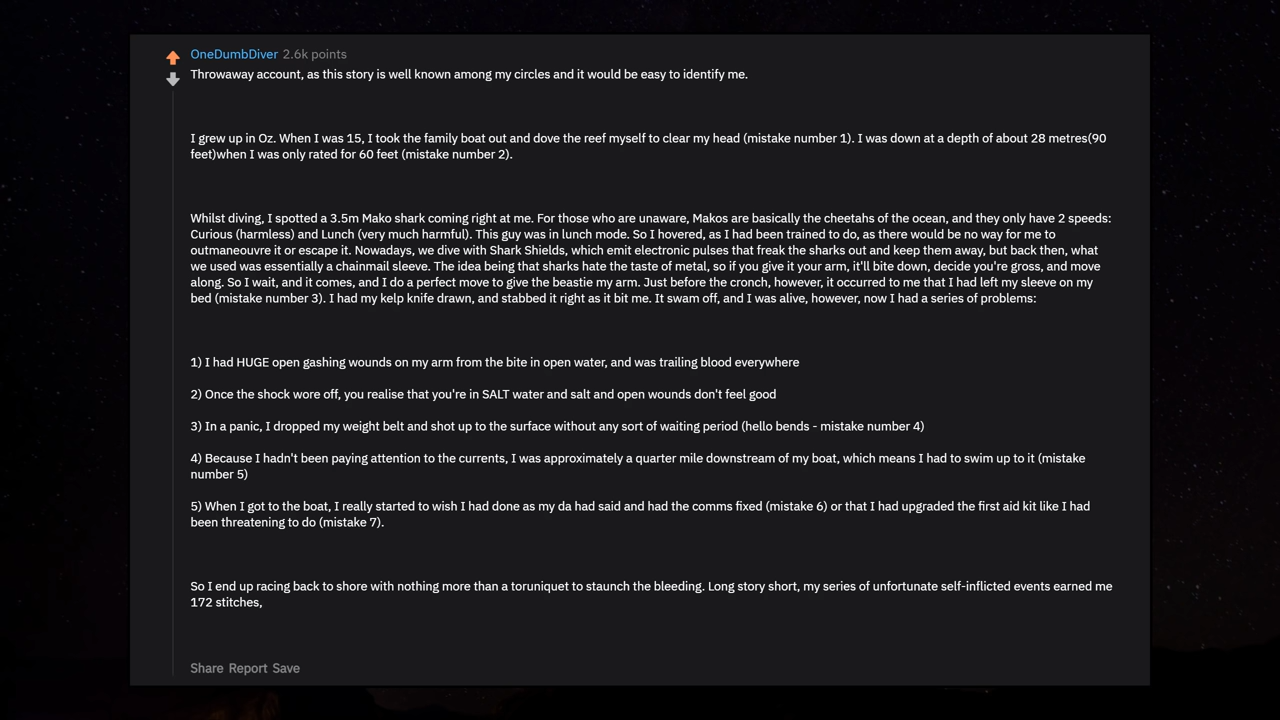 OneDumbDiver 2.6k points
Throwaway account, as this story is well known among my circles and it would be easy to identify me.
I grew up in Oz. When I was 15, I took the family boat out and dove the reef myself to clear my head (mistake number 1). I was down at a depth of about 28 metres(90
feet)when I was only rated for 60 feet (mistake number 2).
Whilst diving, I spotted a 3.5m Mako shark coming right at me. For those who are unaware, Makos are basically the cheetahs of the ocean, and they only have 2 speeds:
Curious (harmless) and Lunch (very much harmful). This guy was in lunch mode. So I hovered, as I had been trained to do, as there would be no way for me to
outmaneouvre it or escape it. Nowadays, we dive with Shark Shields, which emit electronic pulses that freak the sharks out and keep them away, but back then, what
we used was essentially a chainmail sleeve. The idea being that sharks hate the taste of metal, so if you give it your arm, it'll bite down, decide you're gross, and move
along. So I wait, and it comes, and I do a perfect move to give the beastie my arm. Just before the cronch, however, it occurred to me that I had left my sleeve on my
bed (mistake number 3). I had my kelp knife drawn, and stabbed it right as it bit me. It swam off, and I was alive, however, now I had a series of problems:
1) I had HUGE open gashing wounds on my arm from the bite in open water, and was trailing blood everywhere
2) Once the shock wore off, you realise that you're in SALT water and salt and open wounds don't feel good
3) In a panic, I dropped my weight belt and shot up to the surface without any sort of waiting period (hello bends - mistake number 4)
4) Because I hadn't been paying attention to the currents, I was approximately a quarter mile downstream of my boat, which means I had to swim up to it (mistake
number 5)
5) When I got to the boat, I really started to wish I had done as my da had said and had the comms fixed (mistake 6) or that I had upgraded the first aid kit like I had
been threatening to do (mistake 7).
So I end up racing back to shore with nothing more than a toruniquet to staunch the bleeding. Long story short, my series of unfortunate self-inflicted events earned me
172 stitches,
Share Report Save